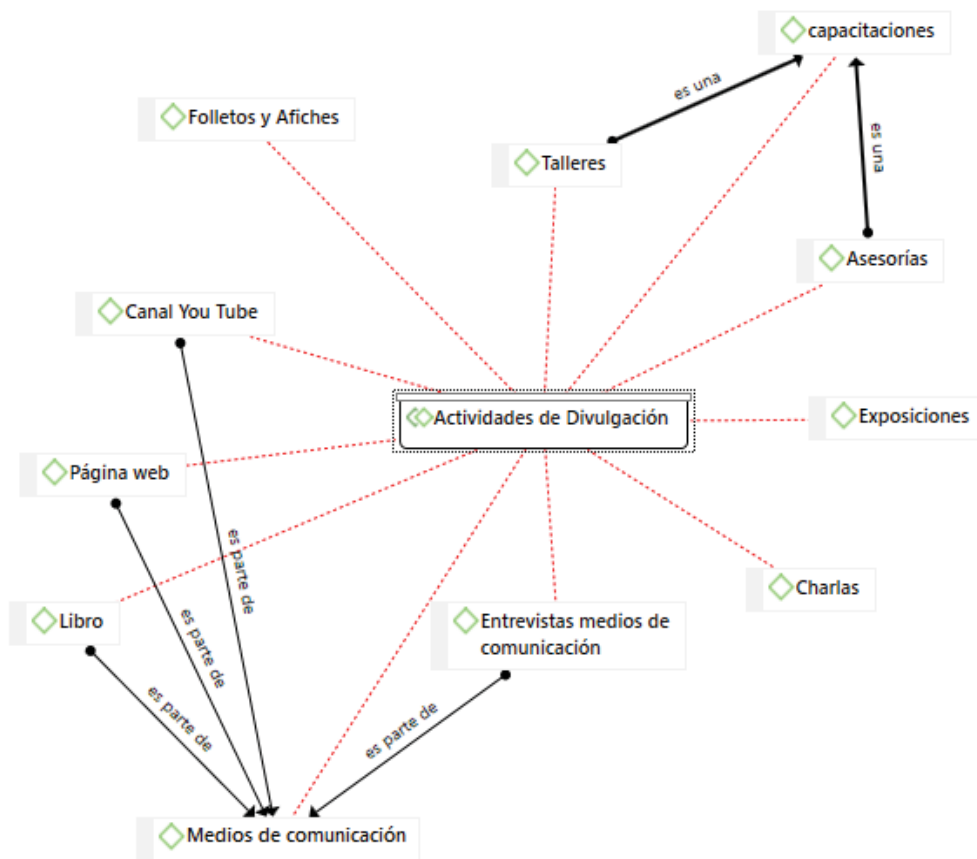 capacitaciones
es una
Folletos y Afiches
Talleres
es una
Asesorías
Canal You Tube
Actividades de Divulgación
Exposiciones
Página web
es parte de
Charlas
Libro
Entrevistas medios de
comunicación
es parte de
es parte de
es parte de
Medios de comunicación